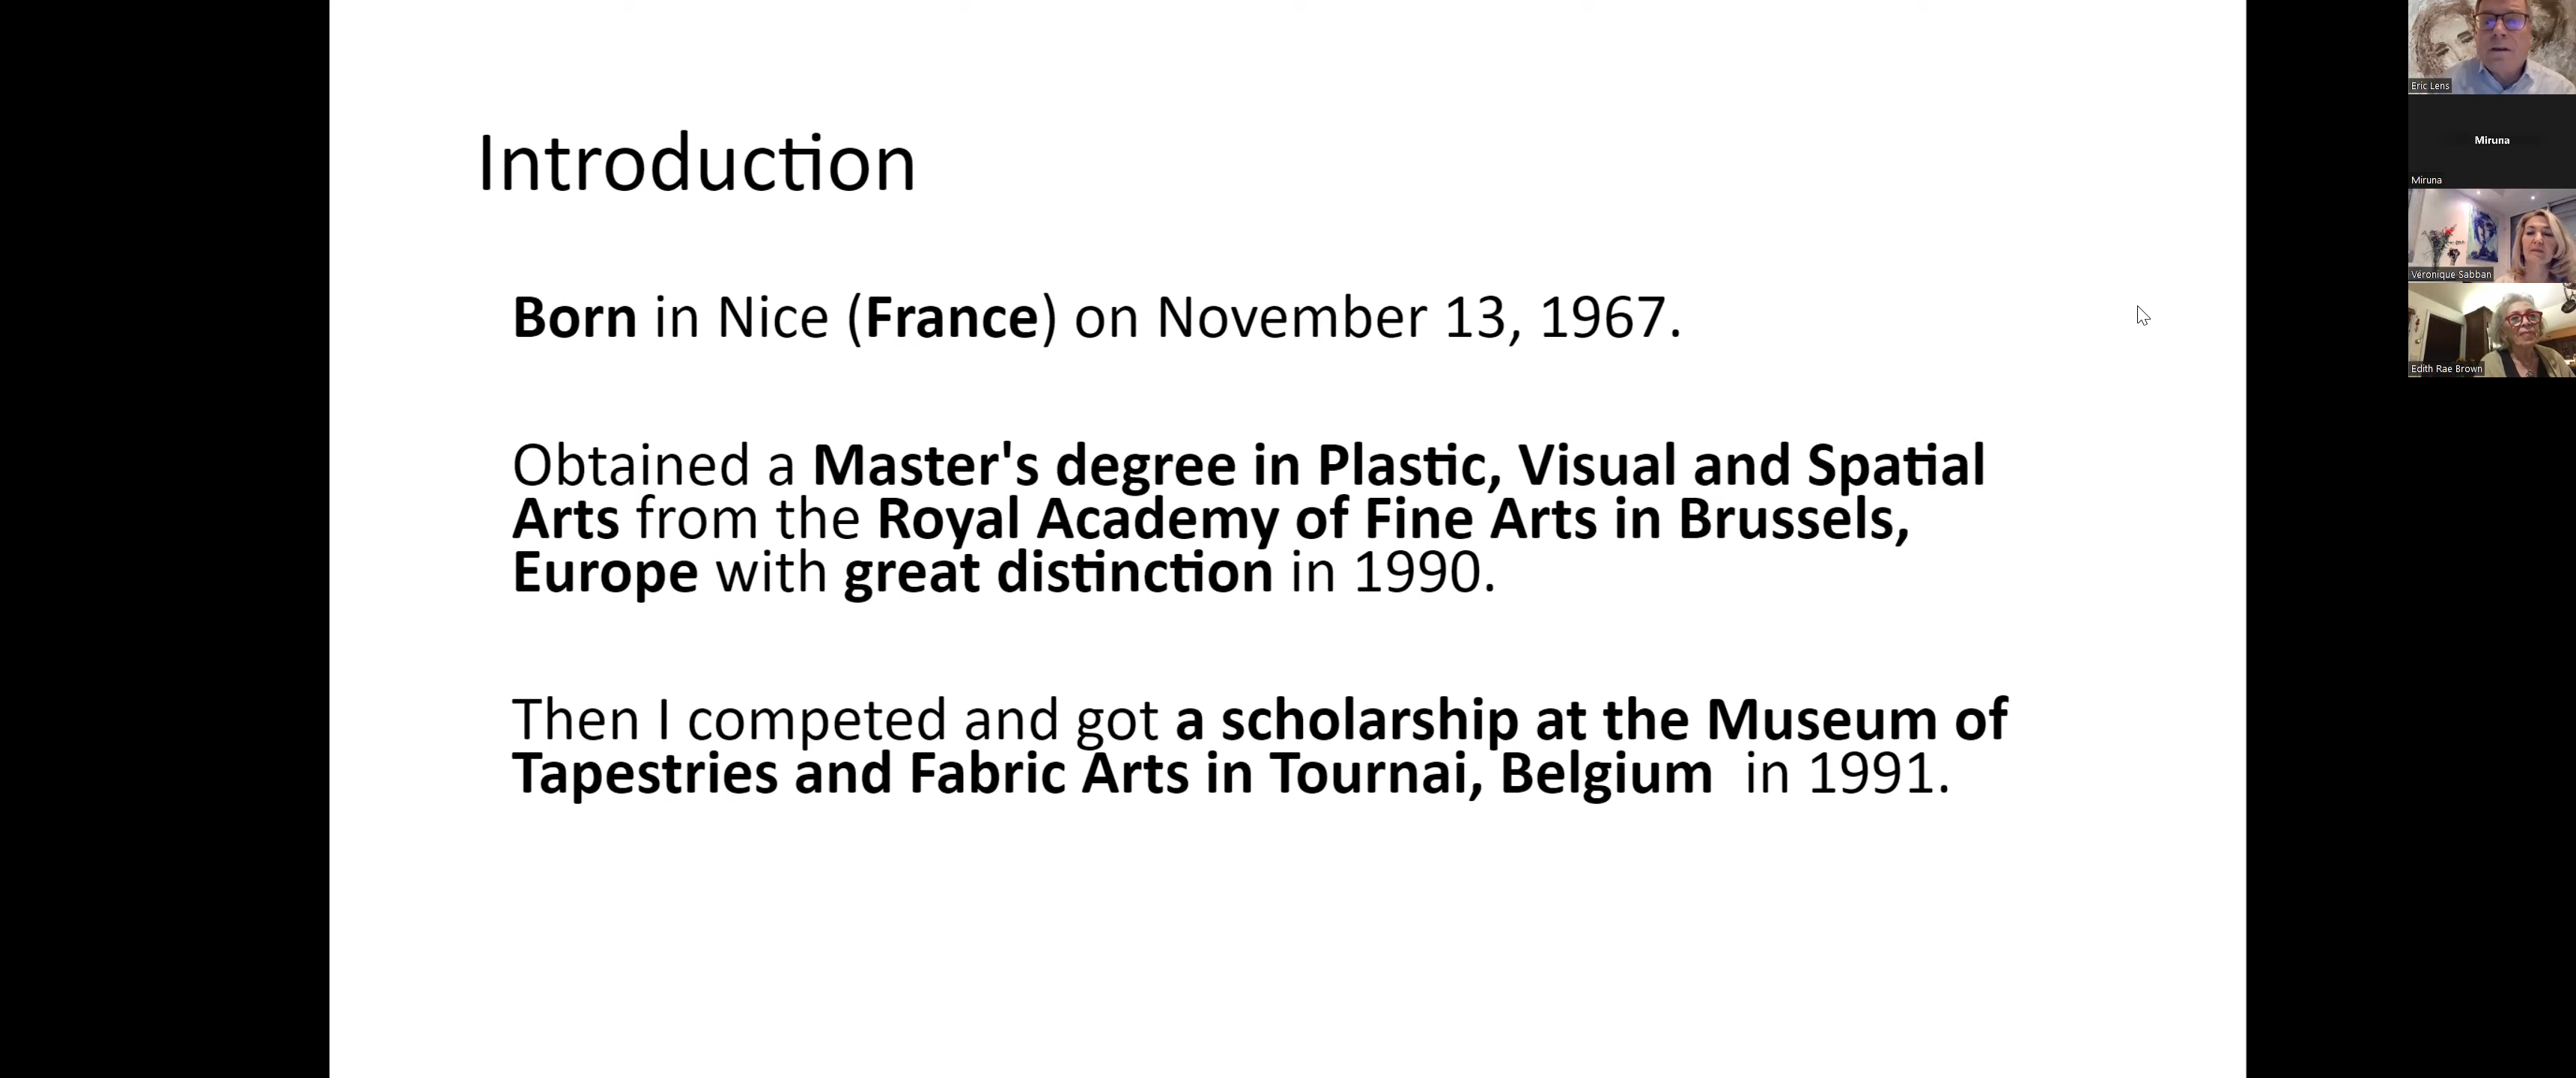 Introduction
Born in Nice (France) on November 13, 1967.
Obtained a Master's degree in Plastic, Visual and Spatial
Arts from the Royal Academy of Fine Arts in Brussels,
Europe with great distinction in 1990.
Then I competed and got a scholarship at the Museum of
Tapestries and Fabric Arts in Tournai, Belgium in 1991.
Eric Lens
Miruna
Miruna
Véronique Sabban
Edith Rae Brown